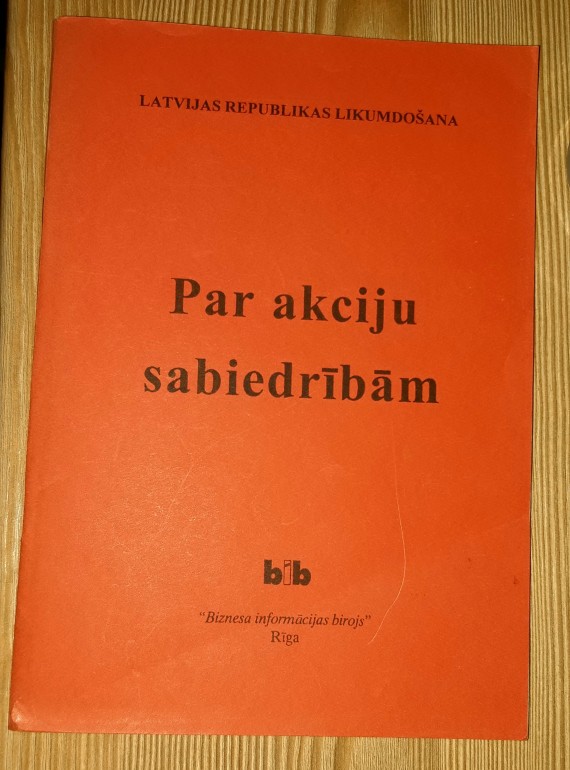 LATVIJAS REPUBLIKAS LIKUMDOŠANA
Par akciju
sabiedrībām
bib
"Biznesa informācijas birojs"
Rīga